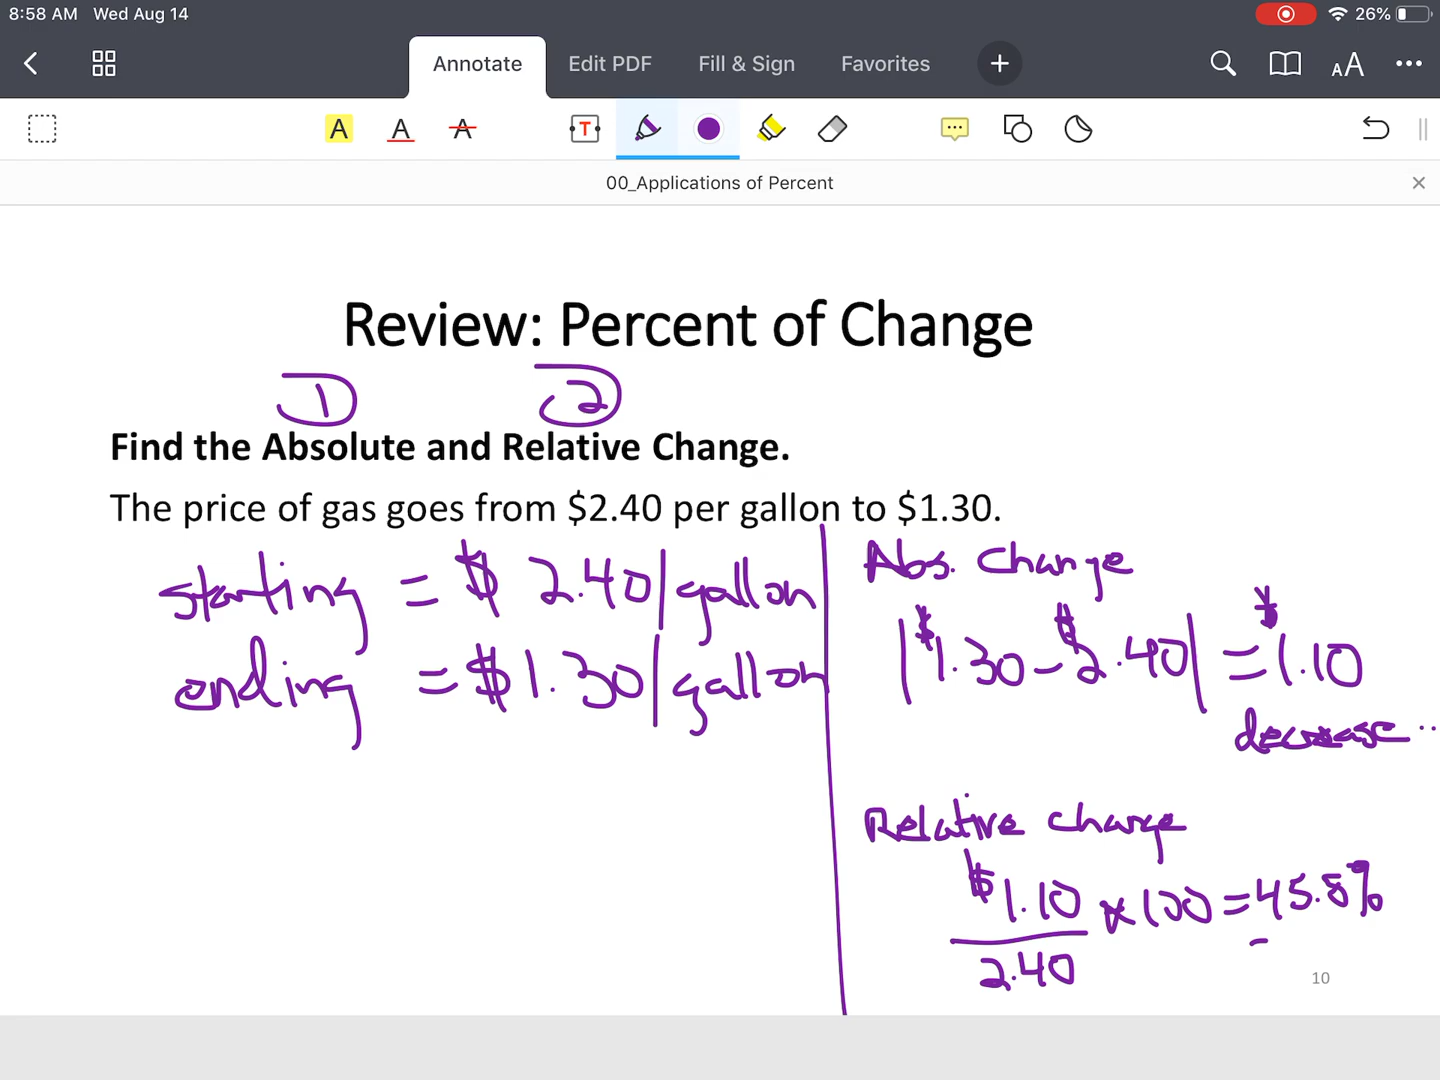 8:58 AM Wed Aug 14 26%
Annotate Edit PDF Fill & Sign Favorites
00_Applications of Percent
Review: Percent of Change
1 2
Find the Absolute and Relative Change.
The price of gas goes from $2.40 per gallon to $1.30.
starting = $ 2.40/gallon
ending = $1.30/gallon
Abs. Change
|$1.30 - $2.40| = $1.10
decrease..
Relative Change
$1.10
2.40
× 100 = 45.8%
10